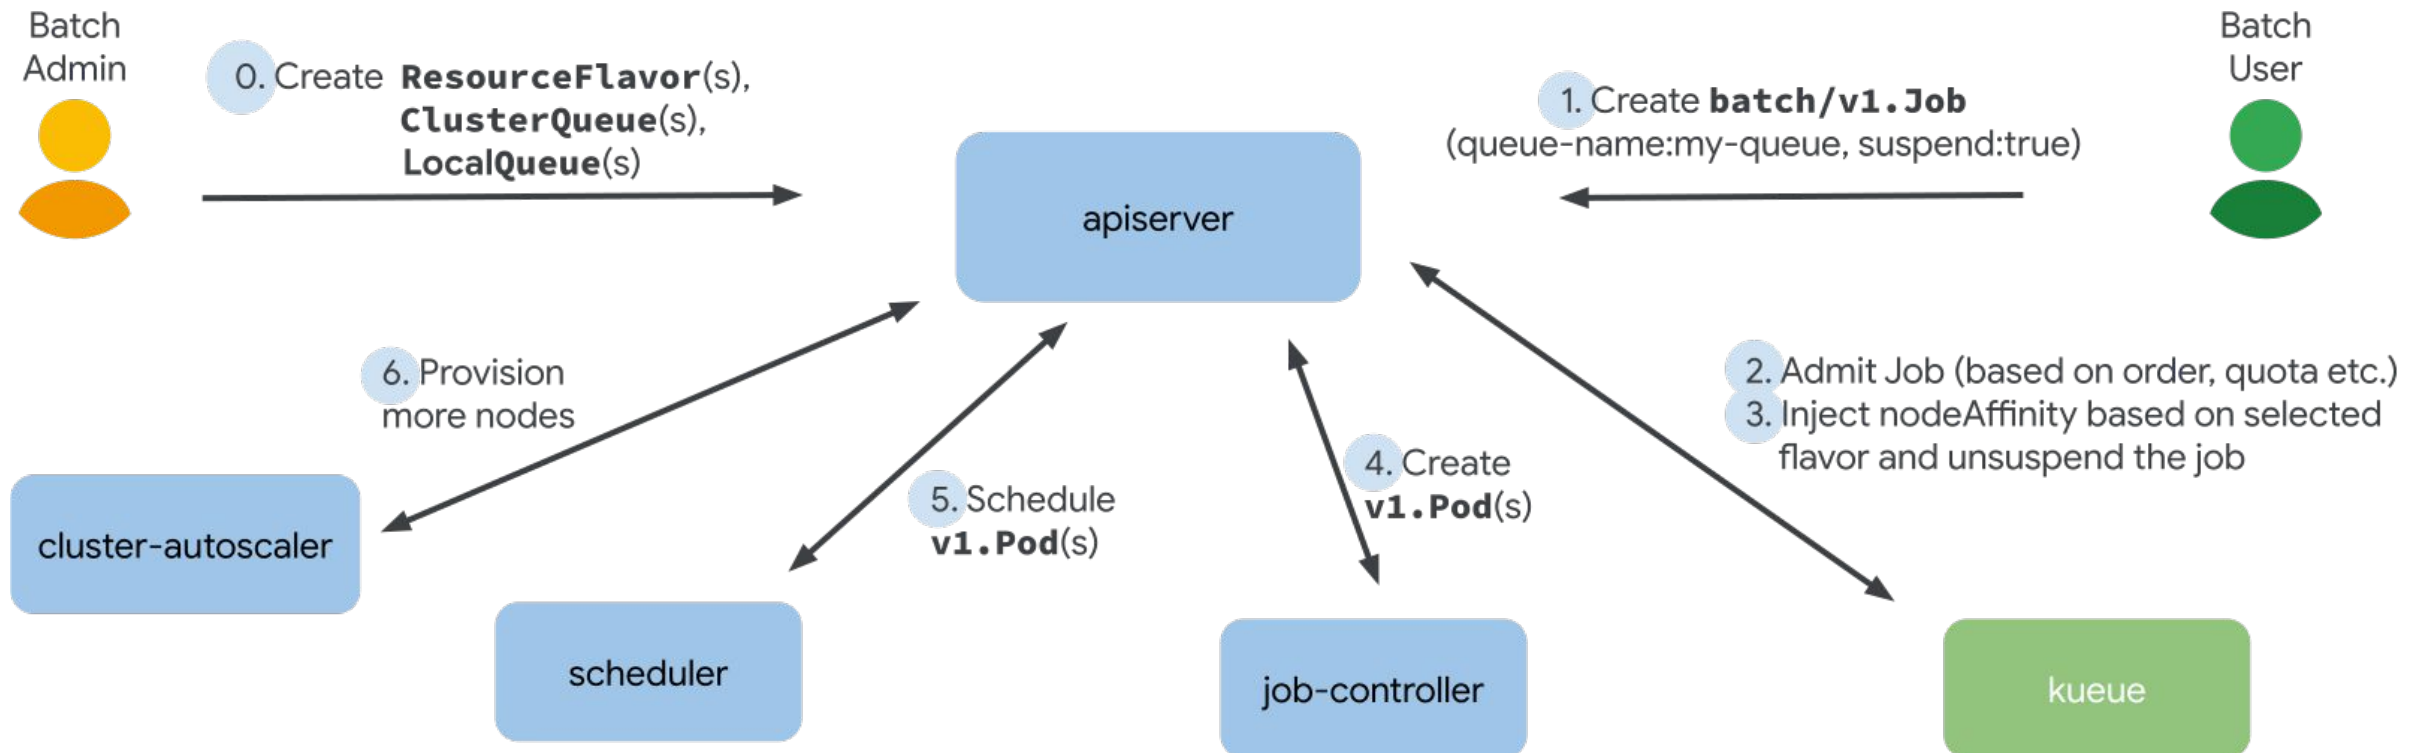 Batch
Admin
0. Create ResourceFlavor(s),
ClusterQueue(s),
LocalQueue(s)
Batch
User
1. Create batch/v1.Job
(queue-name:my-queue, suspend:true)
apiserver
6. Provision
more nodes
5. Schedule
v1.Pod(s)
4. Create
v1.Pod(s)
2. Admit Job (based on order, quota etc.)
3. Inject nodeAffinity based on selected
flavor and unsuspend the job
cluster-autoscaler
scheduler
job-controller
kueue